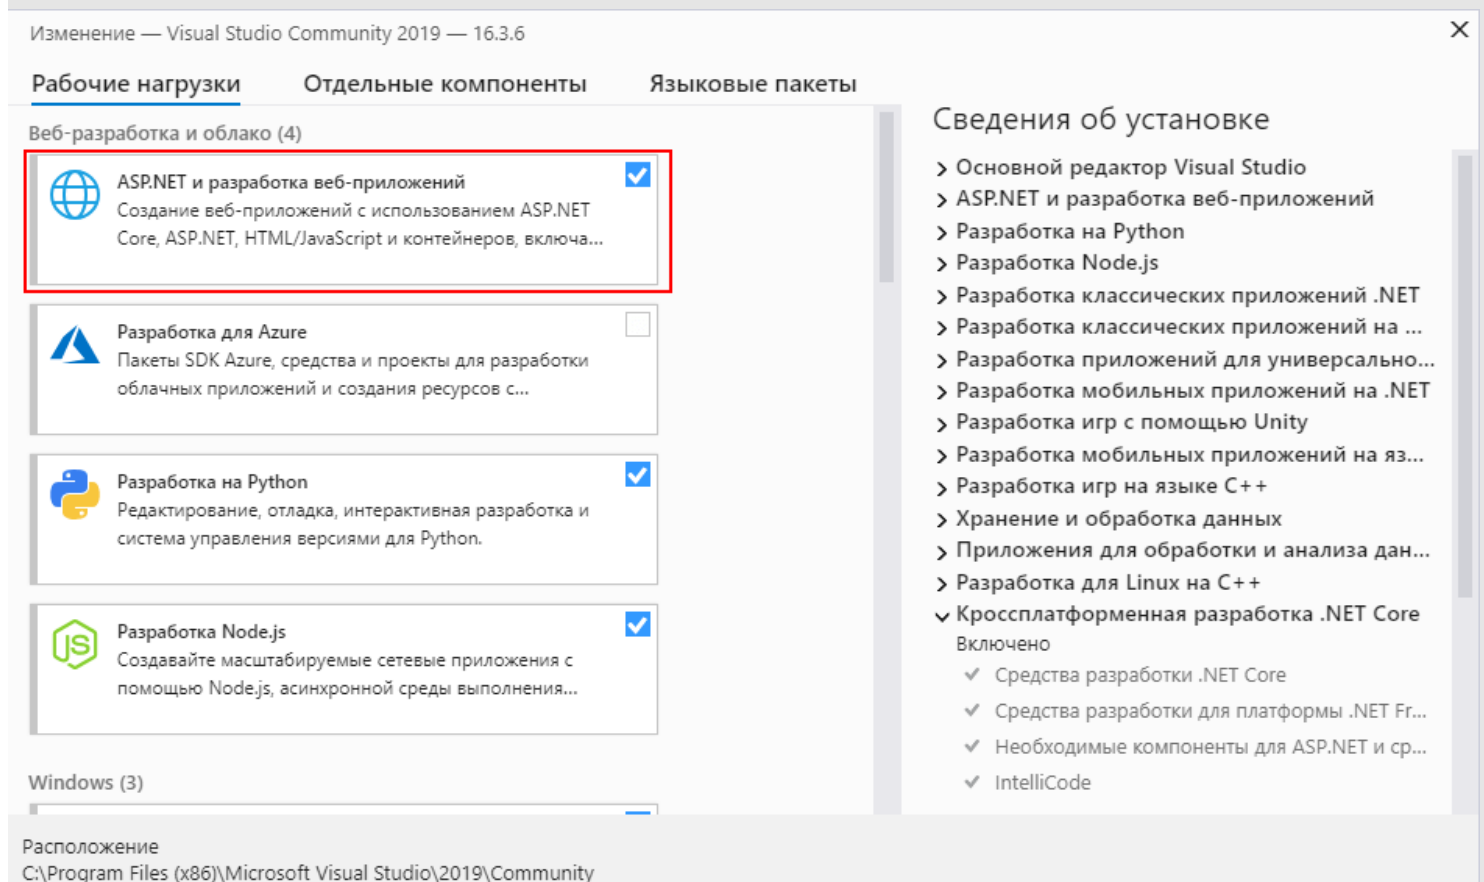 Изменение — Visual Studio Community 2019 — 16.3.6
Рабочие нагрузки
Отдельные компоненты
Языковые пакеты
Веб-разработка и облако (4)
ASP.NET и разработка веб-приложений
Создание веб-приложений с использованием ASP.NET
Core, ASP.NET, HTML/JavaScript и контейнеров, включа...
Разработка для Azure
Пакеты SDK Azure, средства и проекты для разработки
облачных приложений и создания ресурсов с...
Разработка на Python
Редактирование, отладка, интерактивная разработка и
система управления версиями для Python.
JS
Разработка Node.js
Создавайте масштабируемые сетевые приложения с
помощью Node.js, асинхронной среды выполнения...
Windows (3)
Сведения об установке
Основной редактор Visual Studio
ASP.NET и разработка веб-приложений
Разработка на Python
Разработка Node.js
Разработка классических приложений .NET
Разработка классических приложений на ...
Разработка приложений для универсально...
Разработка мобильных приложений на .NET
Разработка игр с помощью Unity
Разработка мобильных приложений на яз...
Разработка игр на языке C++
Хранение и обработка данных
Приложения для обработки и анализа дан...
Разработка для Linux на C++
Кроссплатформенная разработка .NET Core
Включено
Средства разработки .NET Core
Средства разработки для платформы .NET Fr...
Необходимые компоненты для ASP.NET и ср...
IntelliCode
Расположение
C:\Program Files (x86)\Microsoft Visual Studio\2019\Community